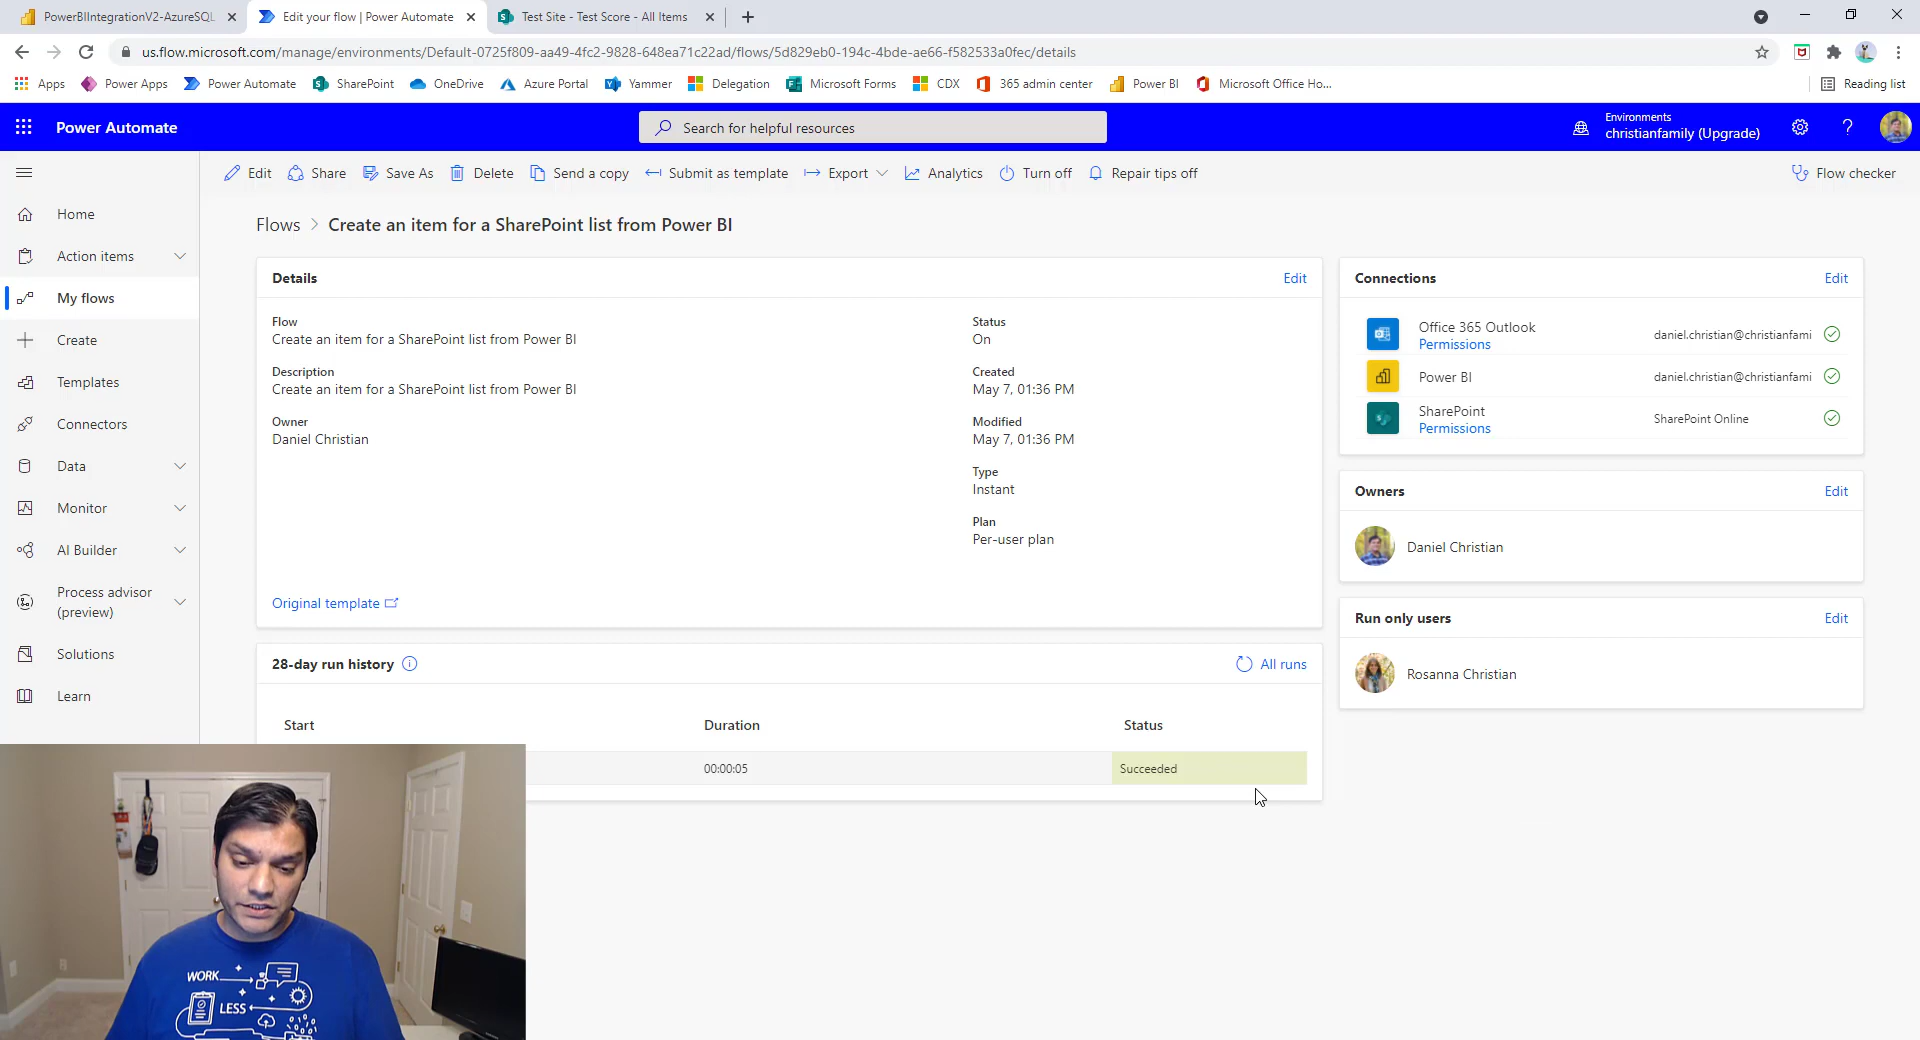 PowerBIIntegrationV2-AzureSQL
Edit your flow | Power Automate
Test Site - Test Score - All Items
us.flow.microsoft.com/manage/environments/Default-0725f809-aa49-4fc2-9828-648ea71c22ad/flows/5d829eb0-194c-4bde-ae66-f582533a0fec/details
Apps
Power Apps
Power Automate
SharePoint
OneDrive
Azure Portal
Yammer
Delegation
Microsoft Forms
CDX
365 admin center
Power BI
Microsoft Office Ho...
Reading list
Power Automate
Search for helpful resources
Environments
christianfamily (Upgrade)
Edit
Share
Save As
Delete
Send a copy
Submit as template
Export
Analytics
Turn off
Repair tips off
Flow checker
Home
Action items
My flows
Create
Templates
Connectors
Data
Monitor
AI Builder
Process advisor
(preview)
Solutions
Learn
Flows > Create an item for a SharePoint list from Power BI
Details
Edit
Flow
Create an item for a SharePoint list from Power BI
Description
Create an item for a SharePoint list from Power BI
Owner
Daniel Christian
Status
On
Created
May 7, 01:36 PM
Modified
May 7, 01:36 PM
Type
Instant
Plan
Per-user plan
Original template
28-day run history
All runs
Start
Duration
Status
00:00:05
Succeeded
Connections
Edit
Office 365 Outlook
Permissions
daniel.christian@christianfami
Power BI
daniel.christian@christianfami
SharePoint
Permissions
SharePoint Online
Owners
Edit
Daniel Christian
Run only users
Edit
Rosanna Christian
WORK
LESS